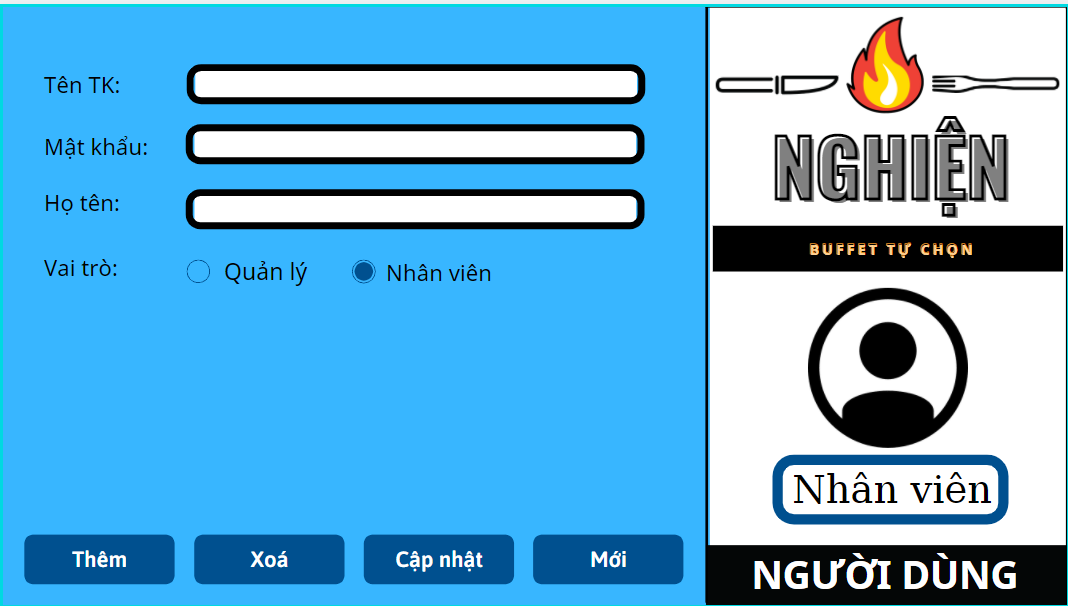 Tên TK:
Mật khẩu:
Họ tên:
Vai trò:
Quản lý
Nhân viên
Thêm
Xoá
Cập nhật
Mới
NGHIỆN
BUFFET TỰ CHỌN
Nhân viên
NGƯỜI DÙNG